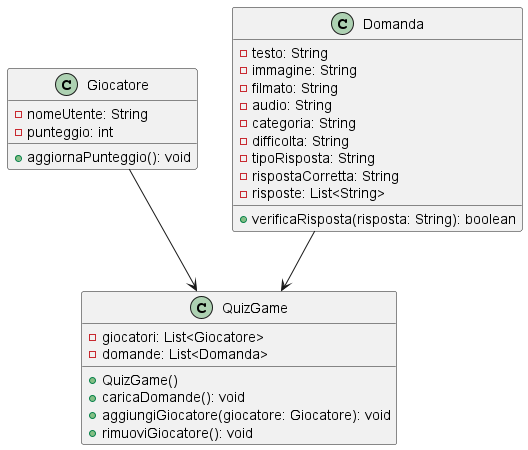 C Giocatore
nomeUtente: String
punteggio: int
aggiornaPunteggio(): void
C Domanda
testo: String
immagine: String
filmato: String
audio: String
categoria: String
difficolta: String
tipoRisposta: String
rispostaCorretta: String
risposte: List<String>
verificaRisposta(risposta: String): boolean
C QuizGame
giocatori: List<Giocatore>
domande: List<Domanda>
QuizGame()
caricaDomande(): void
aggiungiGiocatore(giocatore: Giocatore): void
rimuoviGiocatore(): void